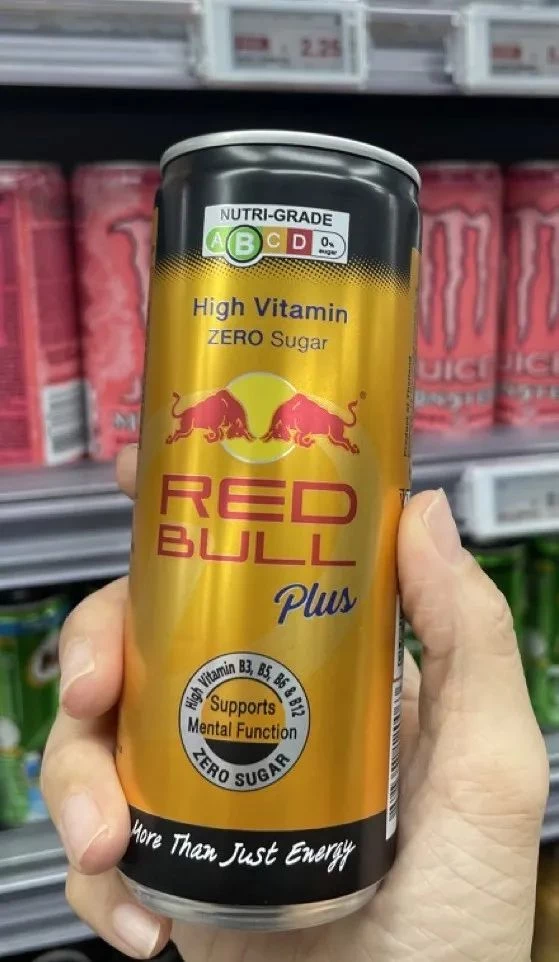 2.25
NUTRI-GRADE
A B C D 0% sugar
High Vitamin
ZERO Sugar
RED
BULL
Plus
High Vitamin B3, B5, B6 & B12
Supports
Mental Function
ZERO SUGAR
More Than Just Energy